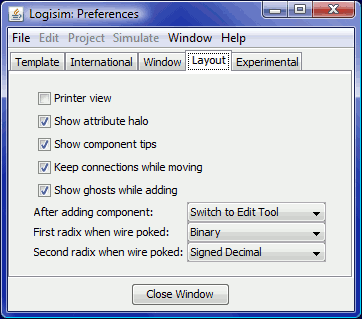 Logisim: Preferences
File Edit Project Simulate Window Help
Template International Window Layout Experimental
Printer view
Show attribute halo
Show component tips
Keep connections while moving
Show ghosts while adding
After adding component: Switch to Edit Tool
First radix when wire poked: Binary
Second radix when wire poked: Signed Decimal
Close Window